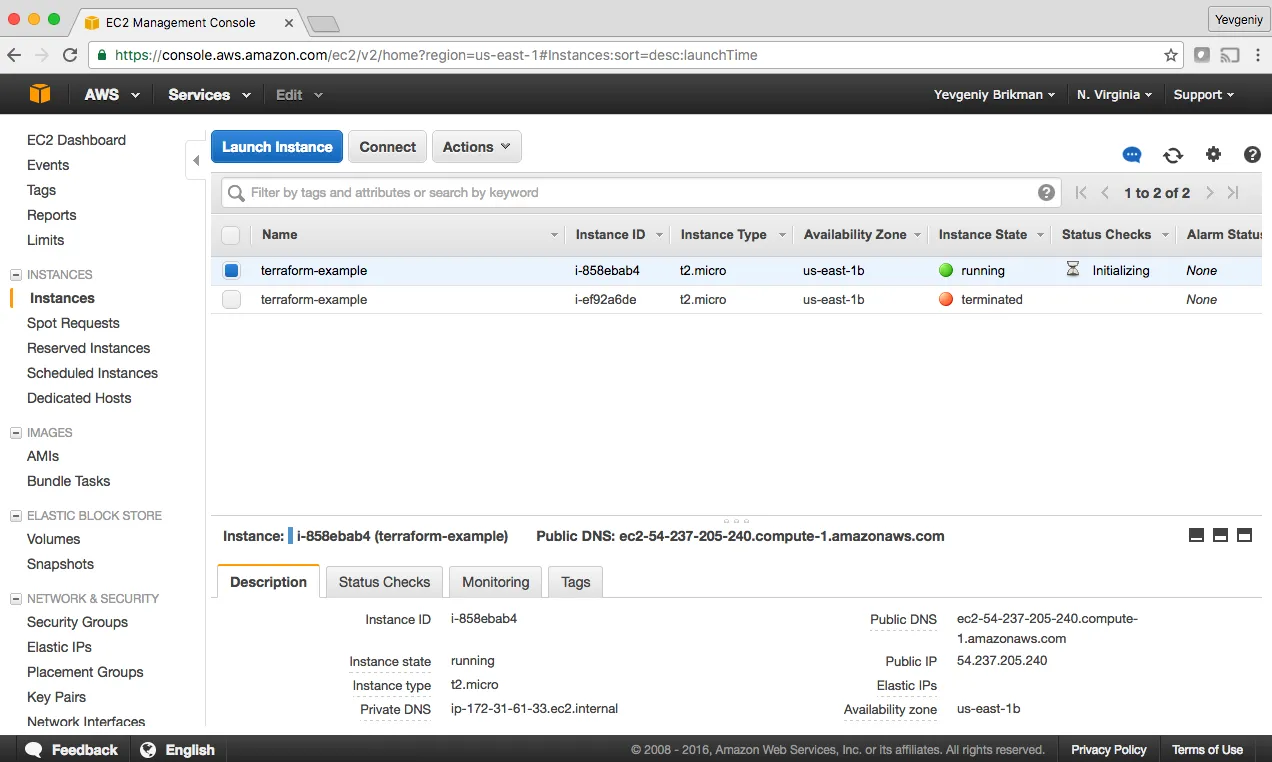 EC2 Management Console
Yevgeniy
https://console.aws.amazon.com/ec2/v2/home?region=us-east-1#Instances:sort=desc:launchTime
AWS Services Edit Yevgeniy Brikman N. Virginia Support
EC2 Dashboard
Events
Tags
Reports
Limits
INSTANCES
Instances
Spot Requests
Reserved Instances
Scheduled Instances
Dedicated Hosts
IMAGES
AMIs
Bundle Tasks
ELASTIC BLOCK STORE
Volumes
Snapshots
NETWORK & SECURITY
Security Groups
Elastic IPs
Placement Groups
Key Pairs
Network Interfaces
Launch Instance Connect Actions
Filter by tags and attributes or search by keyword
1 to 2 of 2
Name Instance ID Instance Type Availability Zone Instance State Status Checks Alarm Status
terraform-example i-858ebab4 t2.micro us-east-1b running Initializing None
terraform-example i-ef92a6de t2.micro us-east-1b terminated None
Instance: i-858ebab4 (terraform-example) Public DNS: ec2-54-237-205-240.compute-1.amazonaws.com
Description Status Checks Monitoring Tags
Instance ID i-858ebab4
Instance state running
Instance type t2.micro
Private DNS ip-172-31-61-33.ec2.internal
Public DNS ec2-54-237-205-240.compute-
1.amazonaws.com
Public IP 54.237.205.240
Elastic IPs
Availability zone us-east-1b
Feedback English © 2008 - 2016, Amazon Web Services, Inc. or its affiliates. All rights reserved. Privacy Policy Terms of Use